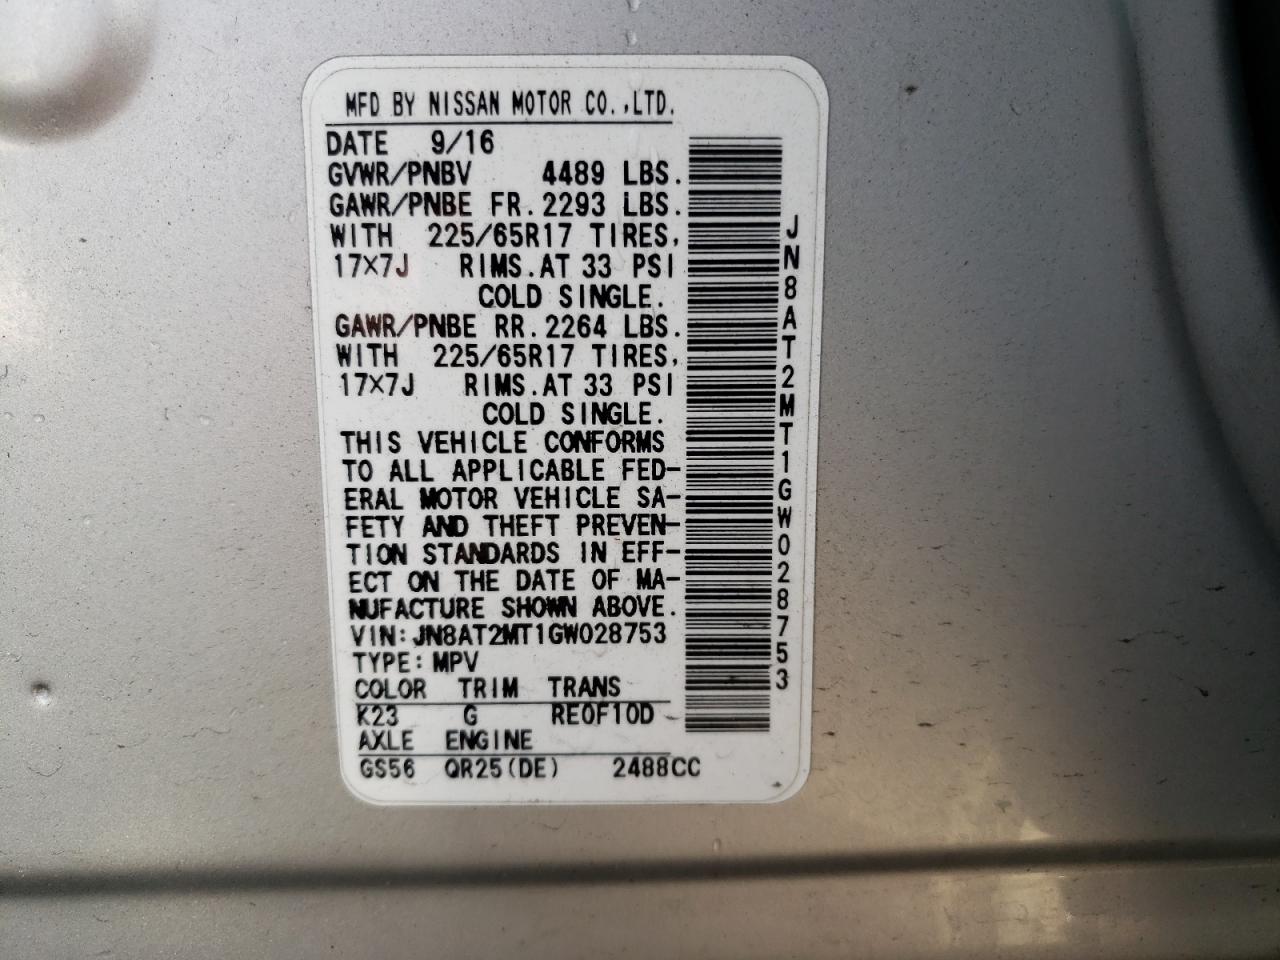 MFD BY NISSAN MOTOR CO.,LTD.
DATE 9/16
GVWR/PNBV 4489 LBS.
GAWR/PNBE FR. 2293 LBS.
WITH 225/65R17 TIRES,
17×7J RIMS. AT 33 PSI
COLD SINGLE.
GAWR/PNBE RR. 2264 LBS.
WITH 225/65R17 TIRES,
17×7J RIMS. AT 33 PSI
COLD SINGLE.
THIS VEHICLE CONFORMS
TO ALL APPLICABLE FED-
ERAL MOTOR VEHICLE SA-
FETY AND THEFT PREVEN-
TION STANDARDS IN EFF-
ECT ON THE DATE OF MA-
NUFACTURE SHOWN ABOVE.
VIN: JN8AT2MT1GW028753
TYPE: MPV
COLOR TRIM TRANS
K23 G RE0F10D
AXLE ENGINE
GS56 QR25(DE) 2488CC
JN8AT2MT1GW028753